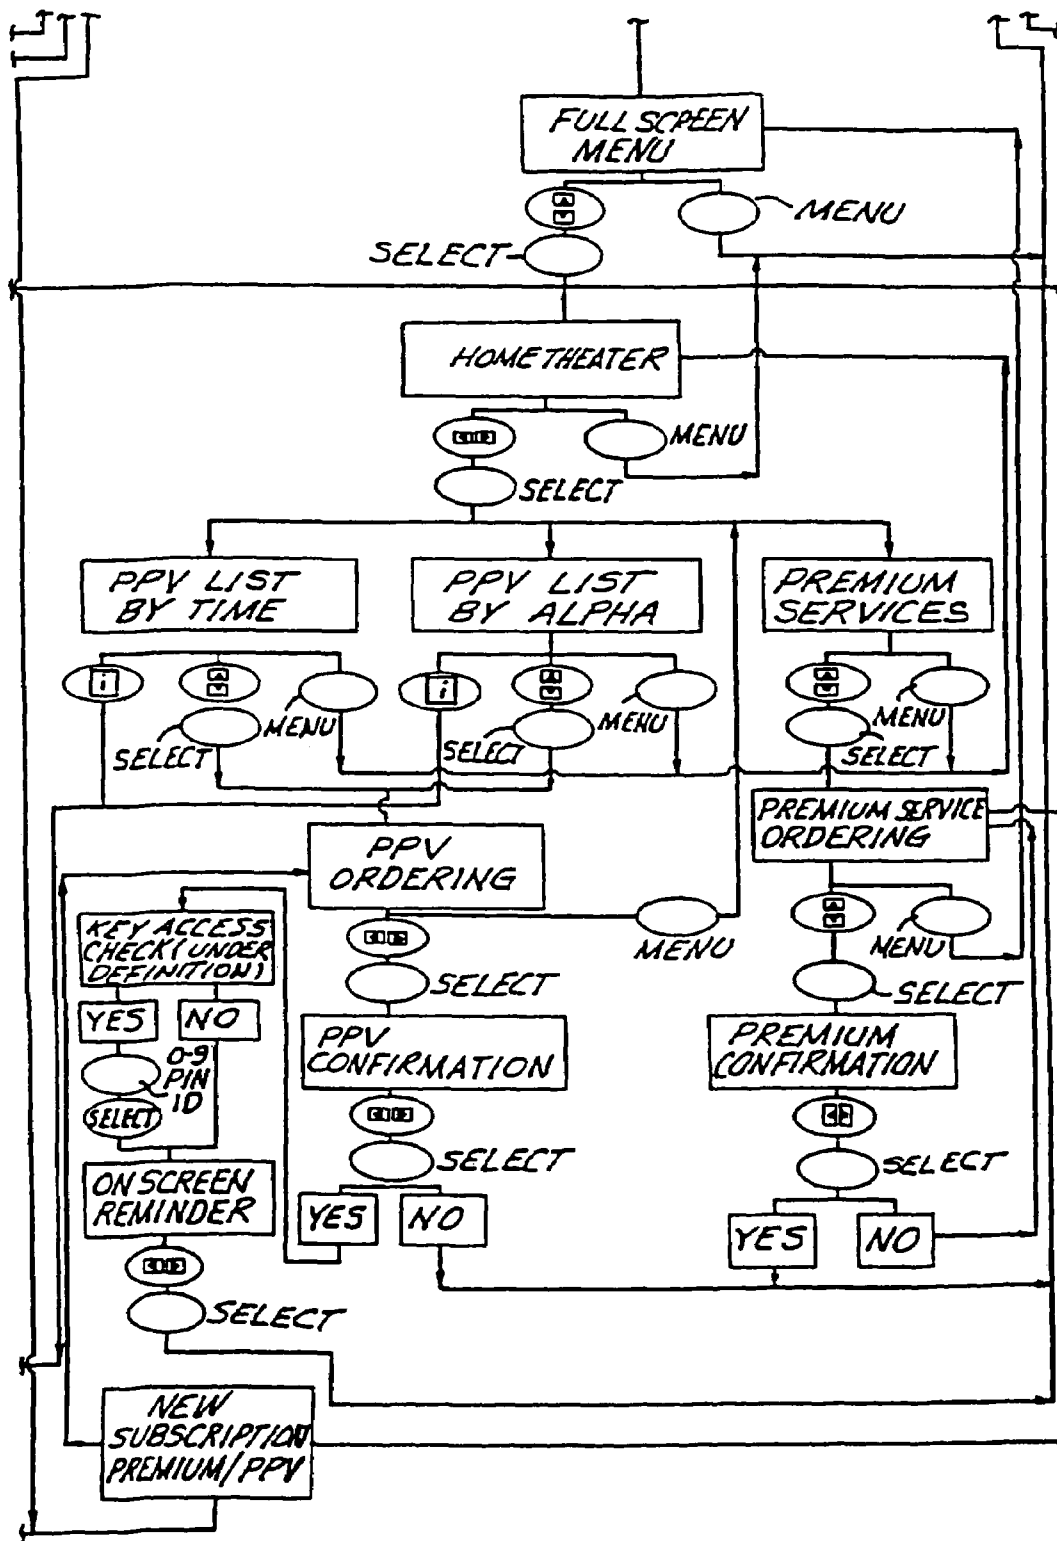 FULL SCREEN
MENU
MENU
SELECT
HOME THEATER
MENU
SELECT
PPV LIST
BY TIME
PPV LIST
BY ALPHA
PREMIUM
SERVICES
i
i
MENU
SELECT
MENU
SELECT
MENU
SELECT
PPV
ORDERING
PREMIUM SERVICE
ORDERING
KEY ACCESS
CHECK (UNDER
DEFINITION)
MENU
MENU
SELECT
SELECT
YES
NO
PPV
CONFIRMATION
PREMIUM
CONFIRMATION
0-9
PIN
ID
SELECT
SELECT
SELECT
ON SCREEN
REMINDER
YES
NO
YES
NO
SELECT
NEW
SUBSCRIPTION
PREMIUM/PPV